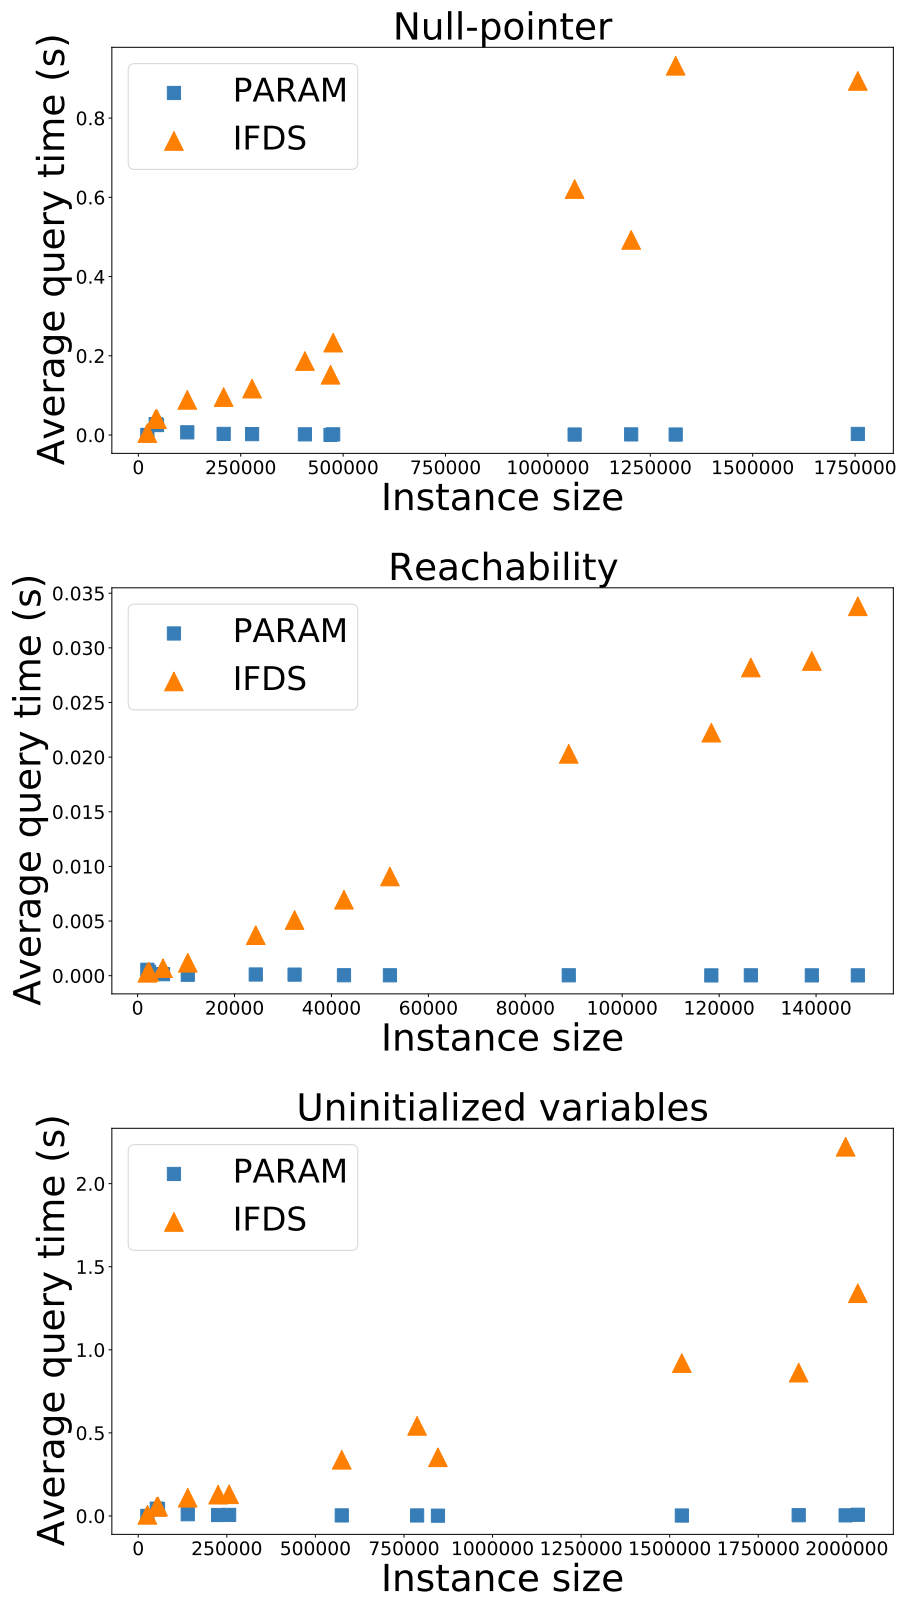 Null-pointer
Average query time (s)
PARAM
IFDS
0.8
0.6
0.4
0.2
0.0
0 250000 500000 750000 1000000 1250000 1500000 1750000
Instance size
Reachability
Average query time (s)
PARAM
IFDS
0.035
0.030
0.025
0.020
0.015
0.010
0.005
0.000
0 20000 40000 60000 80000 100000 120000 140000
Instance size
Uninitialized variables
Average query time (s)
PARAM
IFDS
2.0
1.5
1.0
0.5
0.0
0 250000 500000 750000 1000000 1250000 1500000 1750000 2000000
Instance size